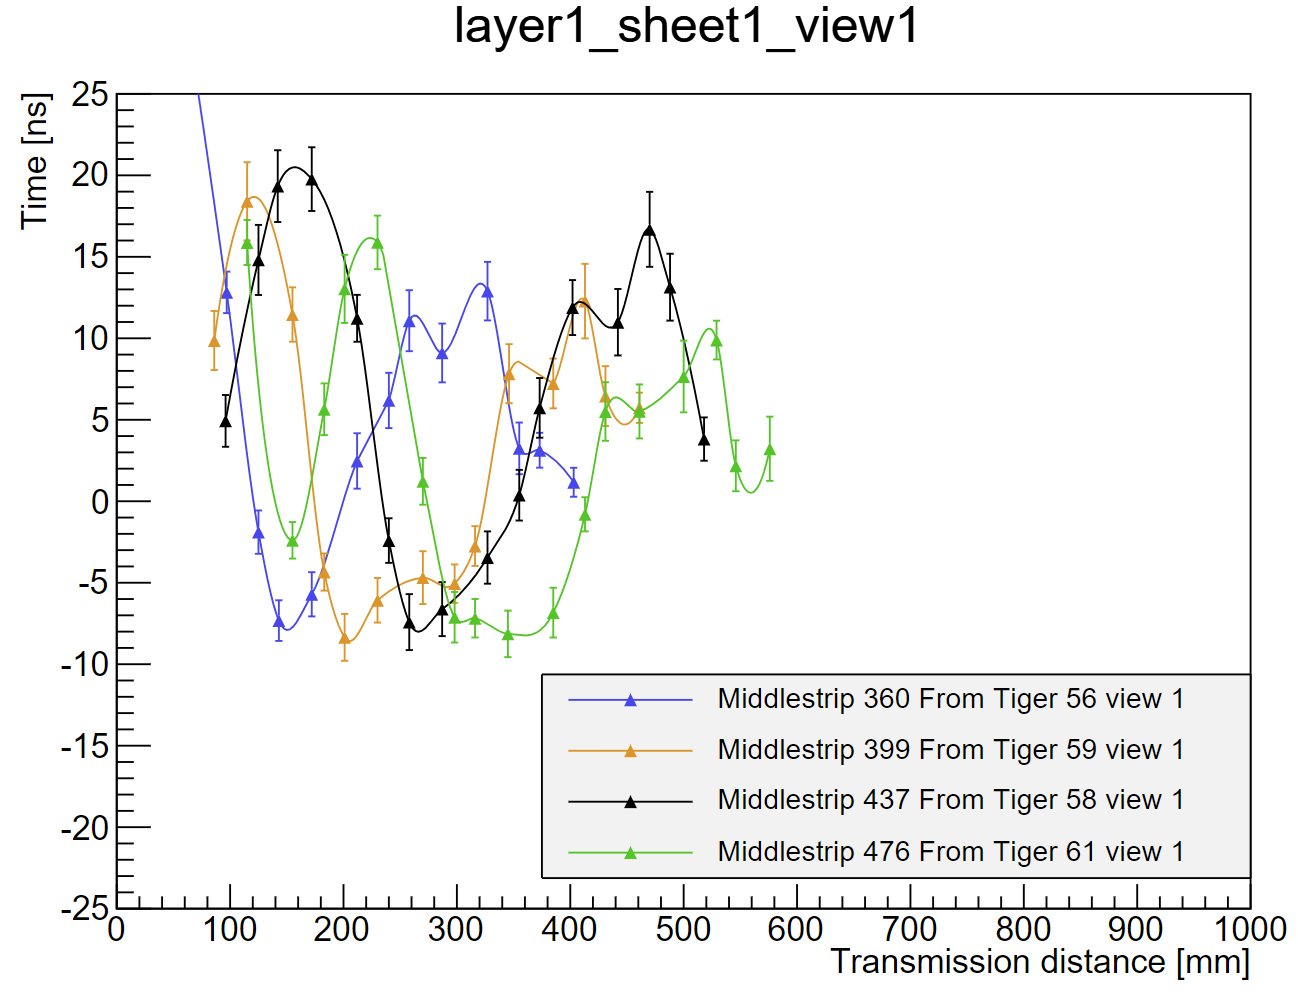 layer1_sheet1_view1
Time [ns]
25
20
15
10
5
0
-5
-10
-15
-20
-25
Middlestrip 360 From Tiger 56 view 1
Middlestrip 399 From Tiger 59 view 1
Middlestrip 437 From Tiger 58 view 1
Middlestrip 476 From Tiger 61 view 1
0 100 200 300 400 500 600 700 800 900 1000
Transmission distance [mm]